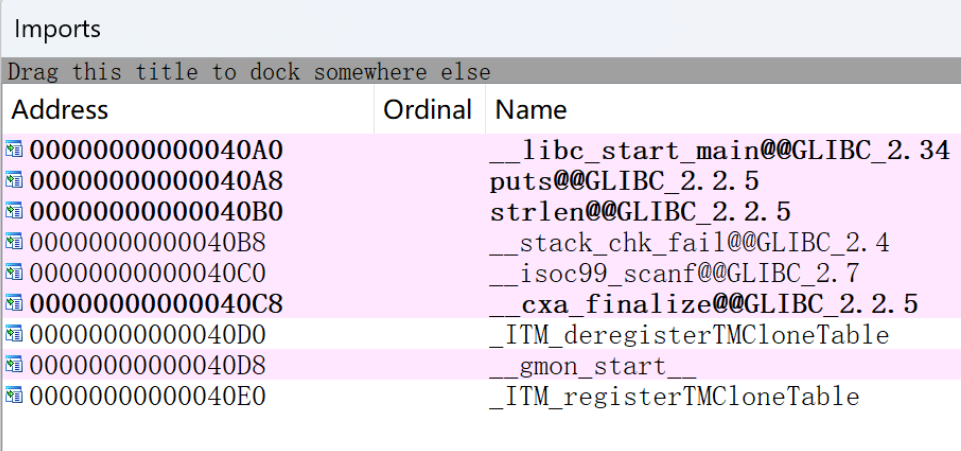 Imports
Drag this title to dock somewhere else
Address Ordinal Name
00000000000040A0 __libc_start_main@@GLIBC_2.34
00000000000040A8 puts@@GLIBC_2.2.5
00000000000040B0 strlen@@GLIBC_2.2.5
00000000000040B8 __stack_chk_fail@@GLIBC_2.4
00000000000040C0 __isoc99_scanf@@GLIBC_2.7
00000000000040C8 __cxa_finalize@@GLIBC_2.2.5
00000000000040D0 _ITM_deregisterTMCloneTable
00000000000040D8 __gmon_start__
00000000000040E0 _ITM_registerTMCloneTable